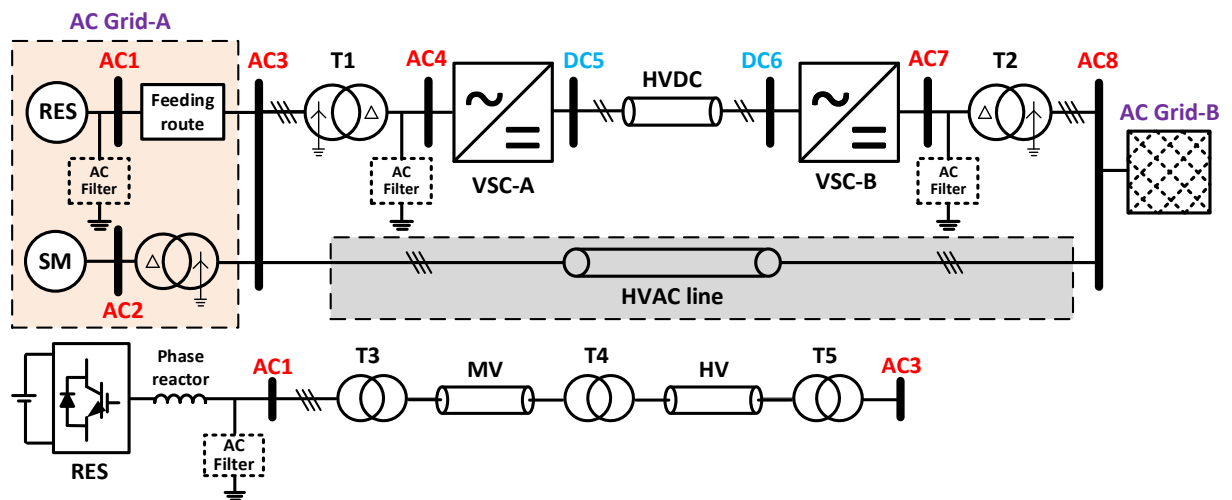 AC Grid-A
AC1
AC3
T1
AC4
DC5
HVDC
DC6
AC7
T2
AC8
RES
Feeding
route
AC Grid-B
AC
Filter
AC
Filter
VSC-A
VSC-B
AC
Filter
SM
AC2
HVAC line
Phase
reactor
AC1
T3
MV
T4
HV
T5
AC3
AC
Filter
RES